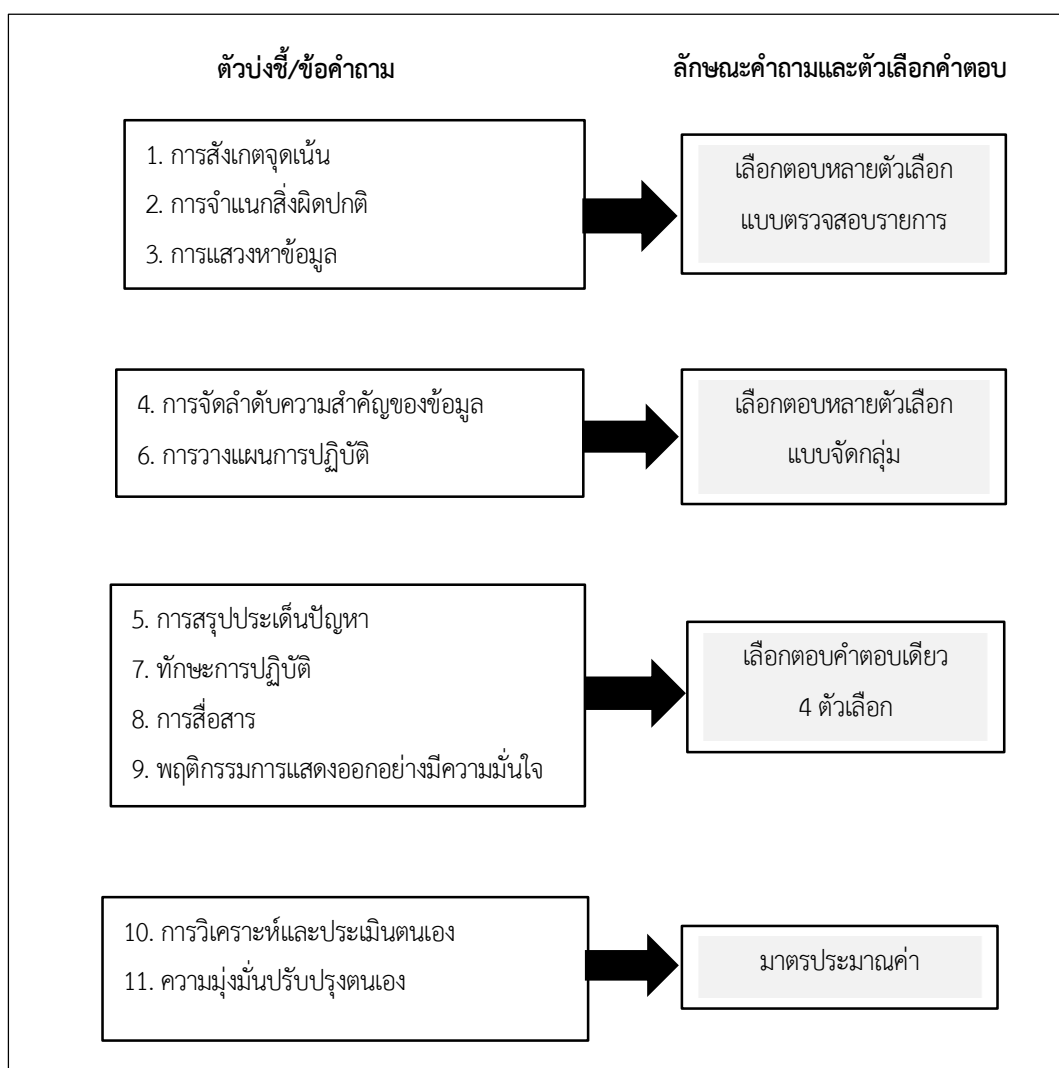 ตัวบ่งชี้/ข้อคำถาม
ลักษณะคำถามและตัวเลือกคำตอบ
1. การสังเกตจุดเน้น
2. การจำแนกสิ่งผิดปกติ
3. การแสวงหาข้อมูล
เลือกตอบหลายตัวเลือก
แบบตรวจสอบรายการ
4. การจัดลำดับความสำคัญของข้อมูล
6. การวางแผนการปฏิบัติ
เลือกตอบหลายตัวเลือก
แบบจัดกลุ่ม
5. การสรุปประเด็นปัญหา
7. ทักษะการปฏิบัติ
8. การสื่อสาร
9. พฤติกรรมการแสดงออกอย่างมีความมั่นใจ
เลือกตอบคำตอบเดียว
4 ตัวเลือก
10. การวิเคราะห์และประเมินตนเอง
11. ความมุ่งมั่นปรับปรุงตนเอง
มาตรประมาณค่า